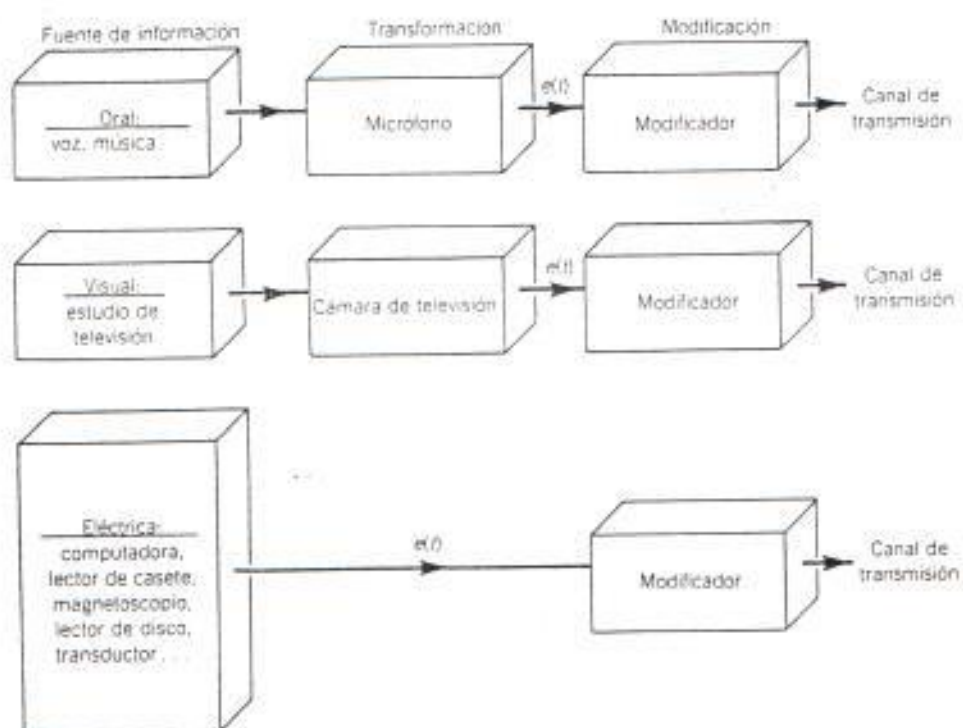 Fuente de información
Transformacion
Modificación
Oral:
voz, música
Micrófono
e(t)
Modificador
Canal de
transmisión
Visual:
estudio de
televisión
Cámara de televisión
e(t)
Modificador
Canal de
transmisión
Eléctrica:
computadora,
lector de casete,
magnetoscopio,
lector de disco,
transductor . . .
e(t)
Modificador
Canal de
transmisión